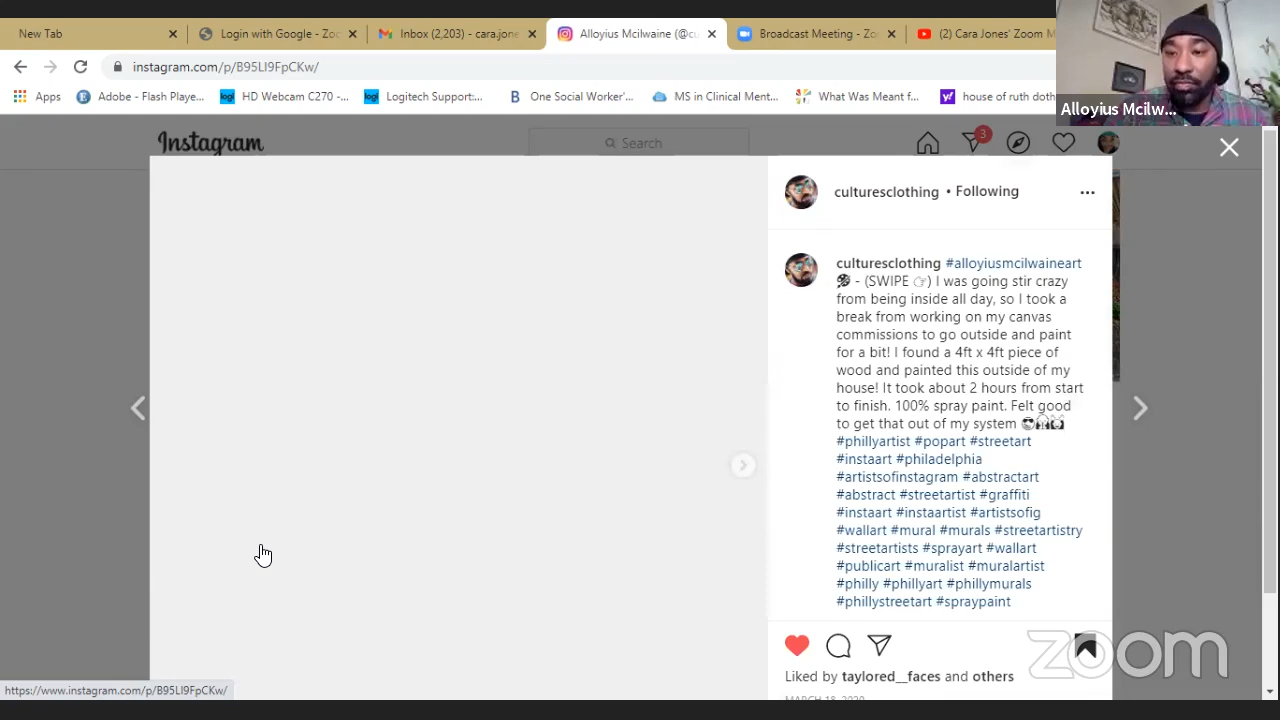 New Tab
Login with Google - Zoo
Inbox (2,203) - cara.jone
Alloyius Mcilwaine (@cu
Broadcast Meeting - Zo
(2) Cara Jones' Zoom M
instagram.com/p/B95LI9FpCKw/
Apps
Adobe - Flash Playe...
HD Webcam C270 -...
Logitech Support:...
One Social Worker'...
MS in Clinical Ment...
What Was Meant f...
house of ruth doth
Alloyius Mcilw...
Instagram
Search
3
culturesclothing • Following
culturesclothing #alloyiusmcilwaineart
- (SWIPE ) I was going stir crazy
from being inside all day, so I took a
break from working on my canvas
commissions to go outside and paint
for a bit! I found a 4ft x 4ft piece of
wood and painted this outside of my
house! It took about 2 hours from start
to finish. 100% spray paint. Felt good
to get that out of my system
#phillyartist #popart #streetart
#instaart #philadelphia
#artistsofinstagram #abstractart
#abstract #streetartist #graffiti
#instaart #instaartist #artistsofig
#wallart #mural #murals #streetartistry
#streetartists #sprayart #wallart
#publicart #muralist #muralartist
#philly #phillyart #phillymurals
#phillystreetart #spraypaint
Liked by taylored__faces and others
MARCH 18, 2020
zoom
https://www.instagram.com/p/B95LI9FpCKw/